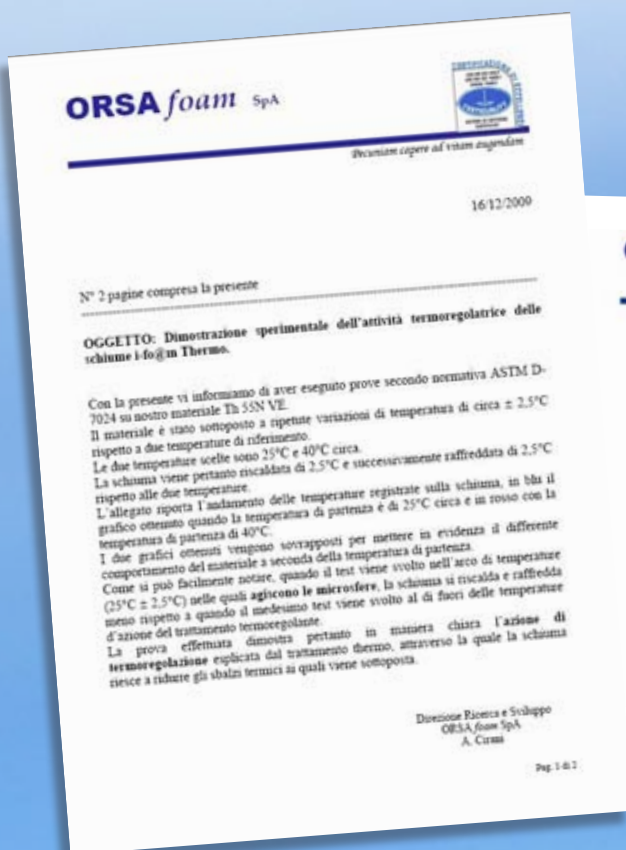 ORSA foam SpA
CERTIFICAZIONE DI ECCELLENZA
Pecuniam capere ad vitam augendam
16/12/2009
N° 2 pagine compresa la presente
OGGETTO: Dimostrazione sperimentale dell'attività termoregolatrice delle
schiume i-fo@m Thermo.
Con la presente vi informiamo di aver eseguito prove secondo normativa ASTM D-
7024 su nostro materiale Th 55N VE.
Il materiale è stato sottoposto a ripetute variazioni di temperatura di circa ± 2,5°C
rispetto a due temperature di riferimento.
Le due temperature scelte sono 25°C e 40°C circa.
La schiuma viene pertanto riscaldata di 2,5°C e successivamente raffreddata di 2,5°C
rispetto alle due temperature.
L'allegato riporta l'andamento delle temperature registrate sulla schiuma, in blu il
grafico ottenuto quando la temperatura di partenza è di 25°C circa e in rosso con la
temperatura di partenza di 40°C.
I due grafici ottenuti vengono sovrapposti per mettere in evidenza il differente
comportamento del materiale a seconda della temperatura di partenza.
Come si può facilmente notare, quando il test viene svolto nell'arco di temperature
(25°C ± 2,5°C) nelle quali agiscono le microsfere, la schiuma si riscalda e raffredda
meno rispetto a quando il medesimo test viene svolto al di fuori delle temperature
d'azione del trattamento termoregolante.
La prova effettuata dimostra pertanto in maniera chiara l'azione di
termoregolazione esplicata dal trattamento thermo, attraverso la quale la schiuma
riesce a ridurre gli sbalzi termici ai quali viene sottoposta.
Direzione Ricerca e Sviluppo
ORSA foam SpA
A. Cirami
Pag. 1 di 2